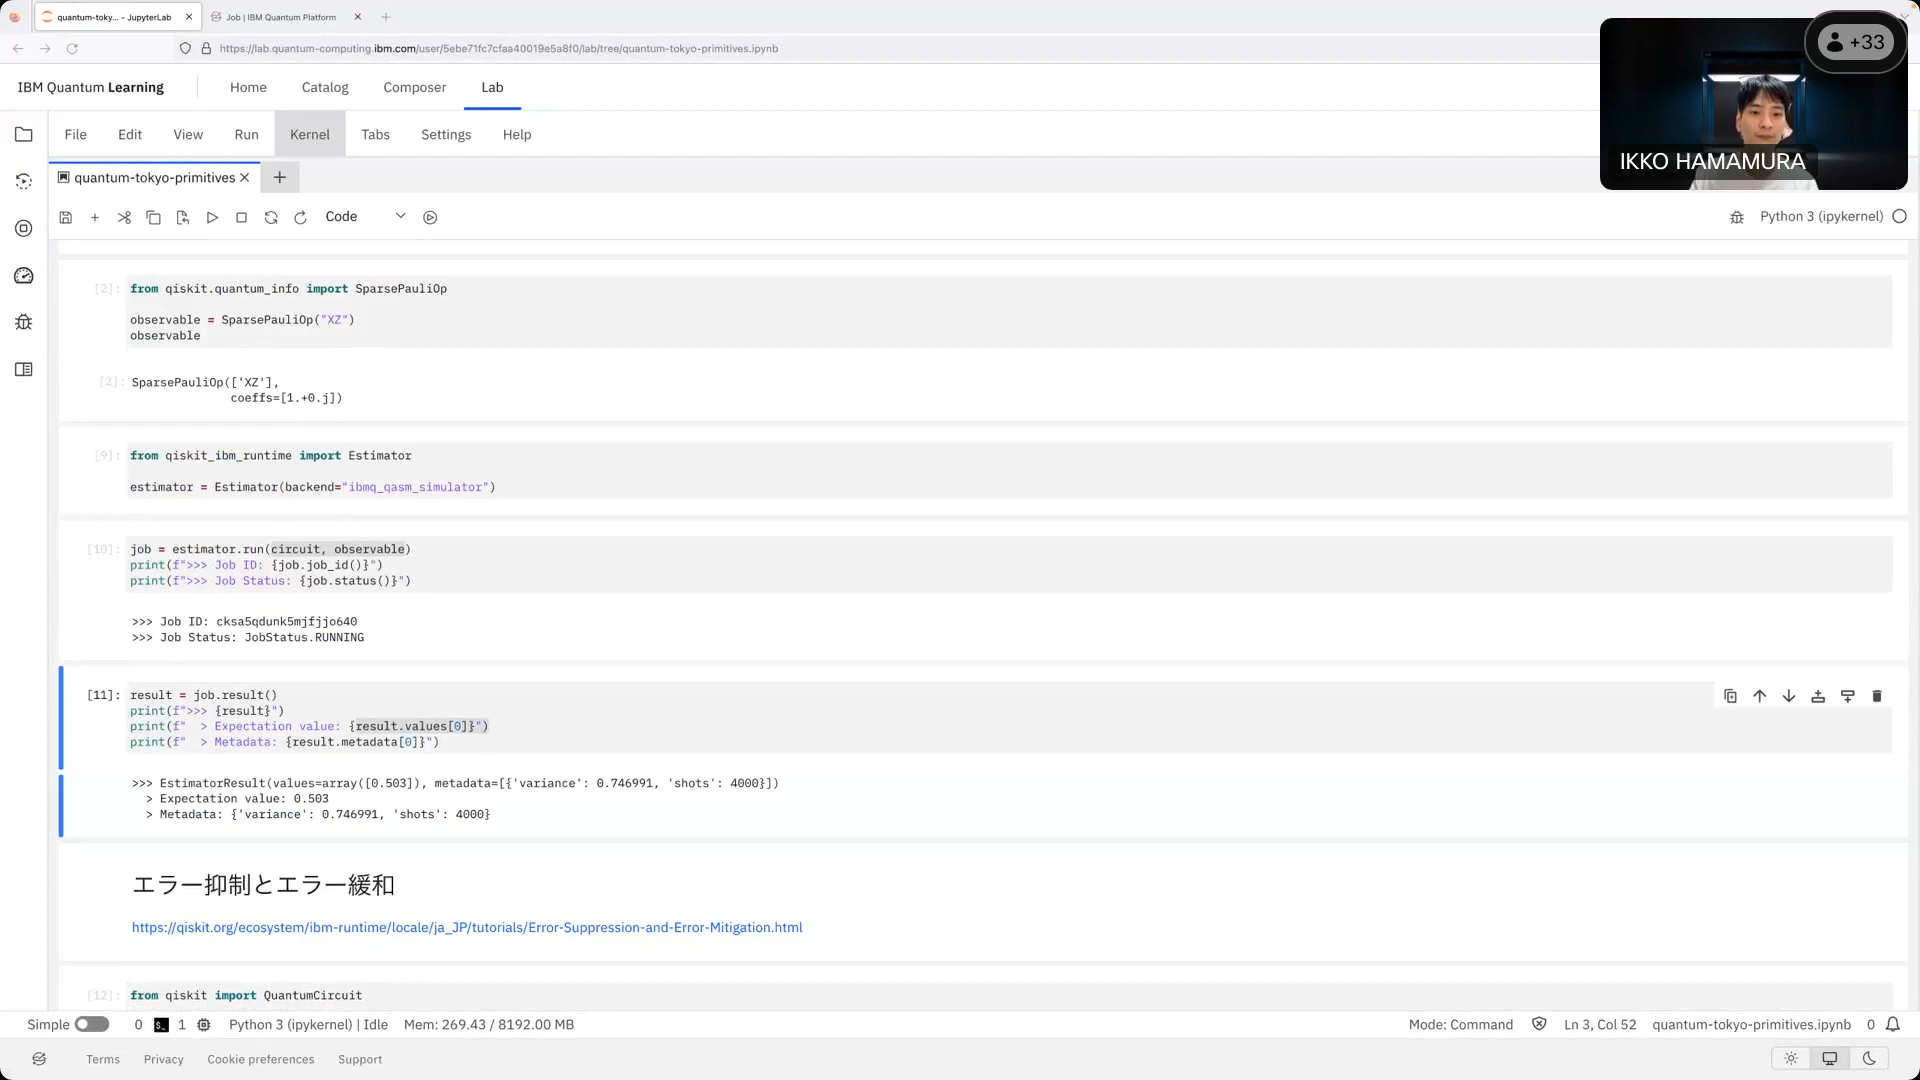 quantum-toky... - JupyterLab
Job | IBM Quantum Platform
https://lab.quantum-computing.ibm.com/user/5ebe71fc7cfaa40019e5a8f0/lab/tree/quantum-tokyo-primitives.ipynb
+33
IBM Quantum Learning
Home
Catalog
Composer
Lab
File
Edit
View
Run
Kernel
Tabs
Settings
Help
IKKO HAMAMURA
quantum-tokyo-primitives
Code
Python 3 (ipykernel)
[2]: from qiskit.quantum_info import SparsePauliOp
observable = SparsePauliOp("XZ")
observable
[2]: SparsePauliOp(['XZ'],
coeffs=[1.+0.j])
[9]: from qiskit_ibm_runtime import Estimator
estimator = Estimator(backend="ibmq_qasm_simulator")
[10]: job = estimator.run(circuit, observable)
print(f">>> Job ID: {job.job_id()}")
print(f">>> Job Status: {job.status()}")
>>> Job ID: cksa5qdunk5mjfjjo640
>>> Job Status: JobStatus.RUNNING
[11]: result = job.result()
print(f">>> {result}")
print(f"  > Expectation value: {result.values[0]}")
print(f"  > Metadata: {result.metadata[0]}")
>>> EstimatorResult(values=array([0.503]), metadata=[{'variance': 0.746991, 'shots': 4000}])
> Expectation value: 0.503
> Metadata: {'variance': 0.746991, 'shots': 4000}
エラー抑制とエラー緩和
https://qiskit.org/ecosystem/ibm-runtime/locale/ja_JP/tutorials/Error-Suppression-and-Error-Mitigation.html
[12]: from qiskit import QuantumCircuit
Simple
0
1
Python 3 (ipykernel) | Idle
Mem: 269.43 / 8192.00 MB
Mode: Command
Ln 3, Col 52
quantum-tokyo-primitives.ipynb
0
Terms
Privacy
Cookie preferences
Support